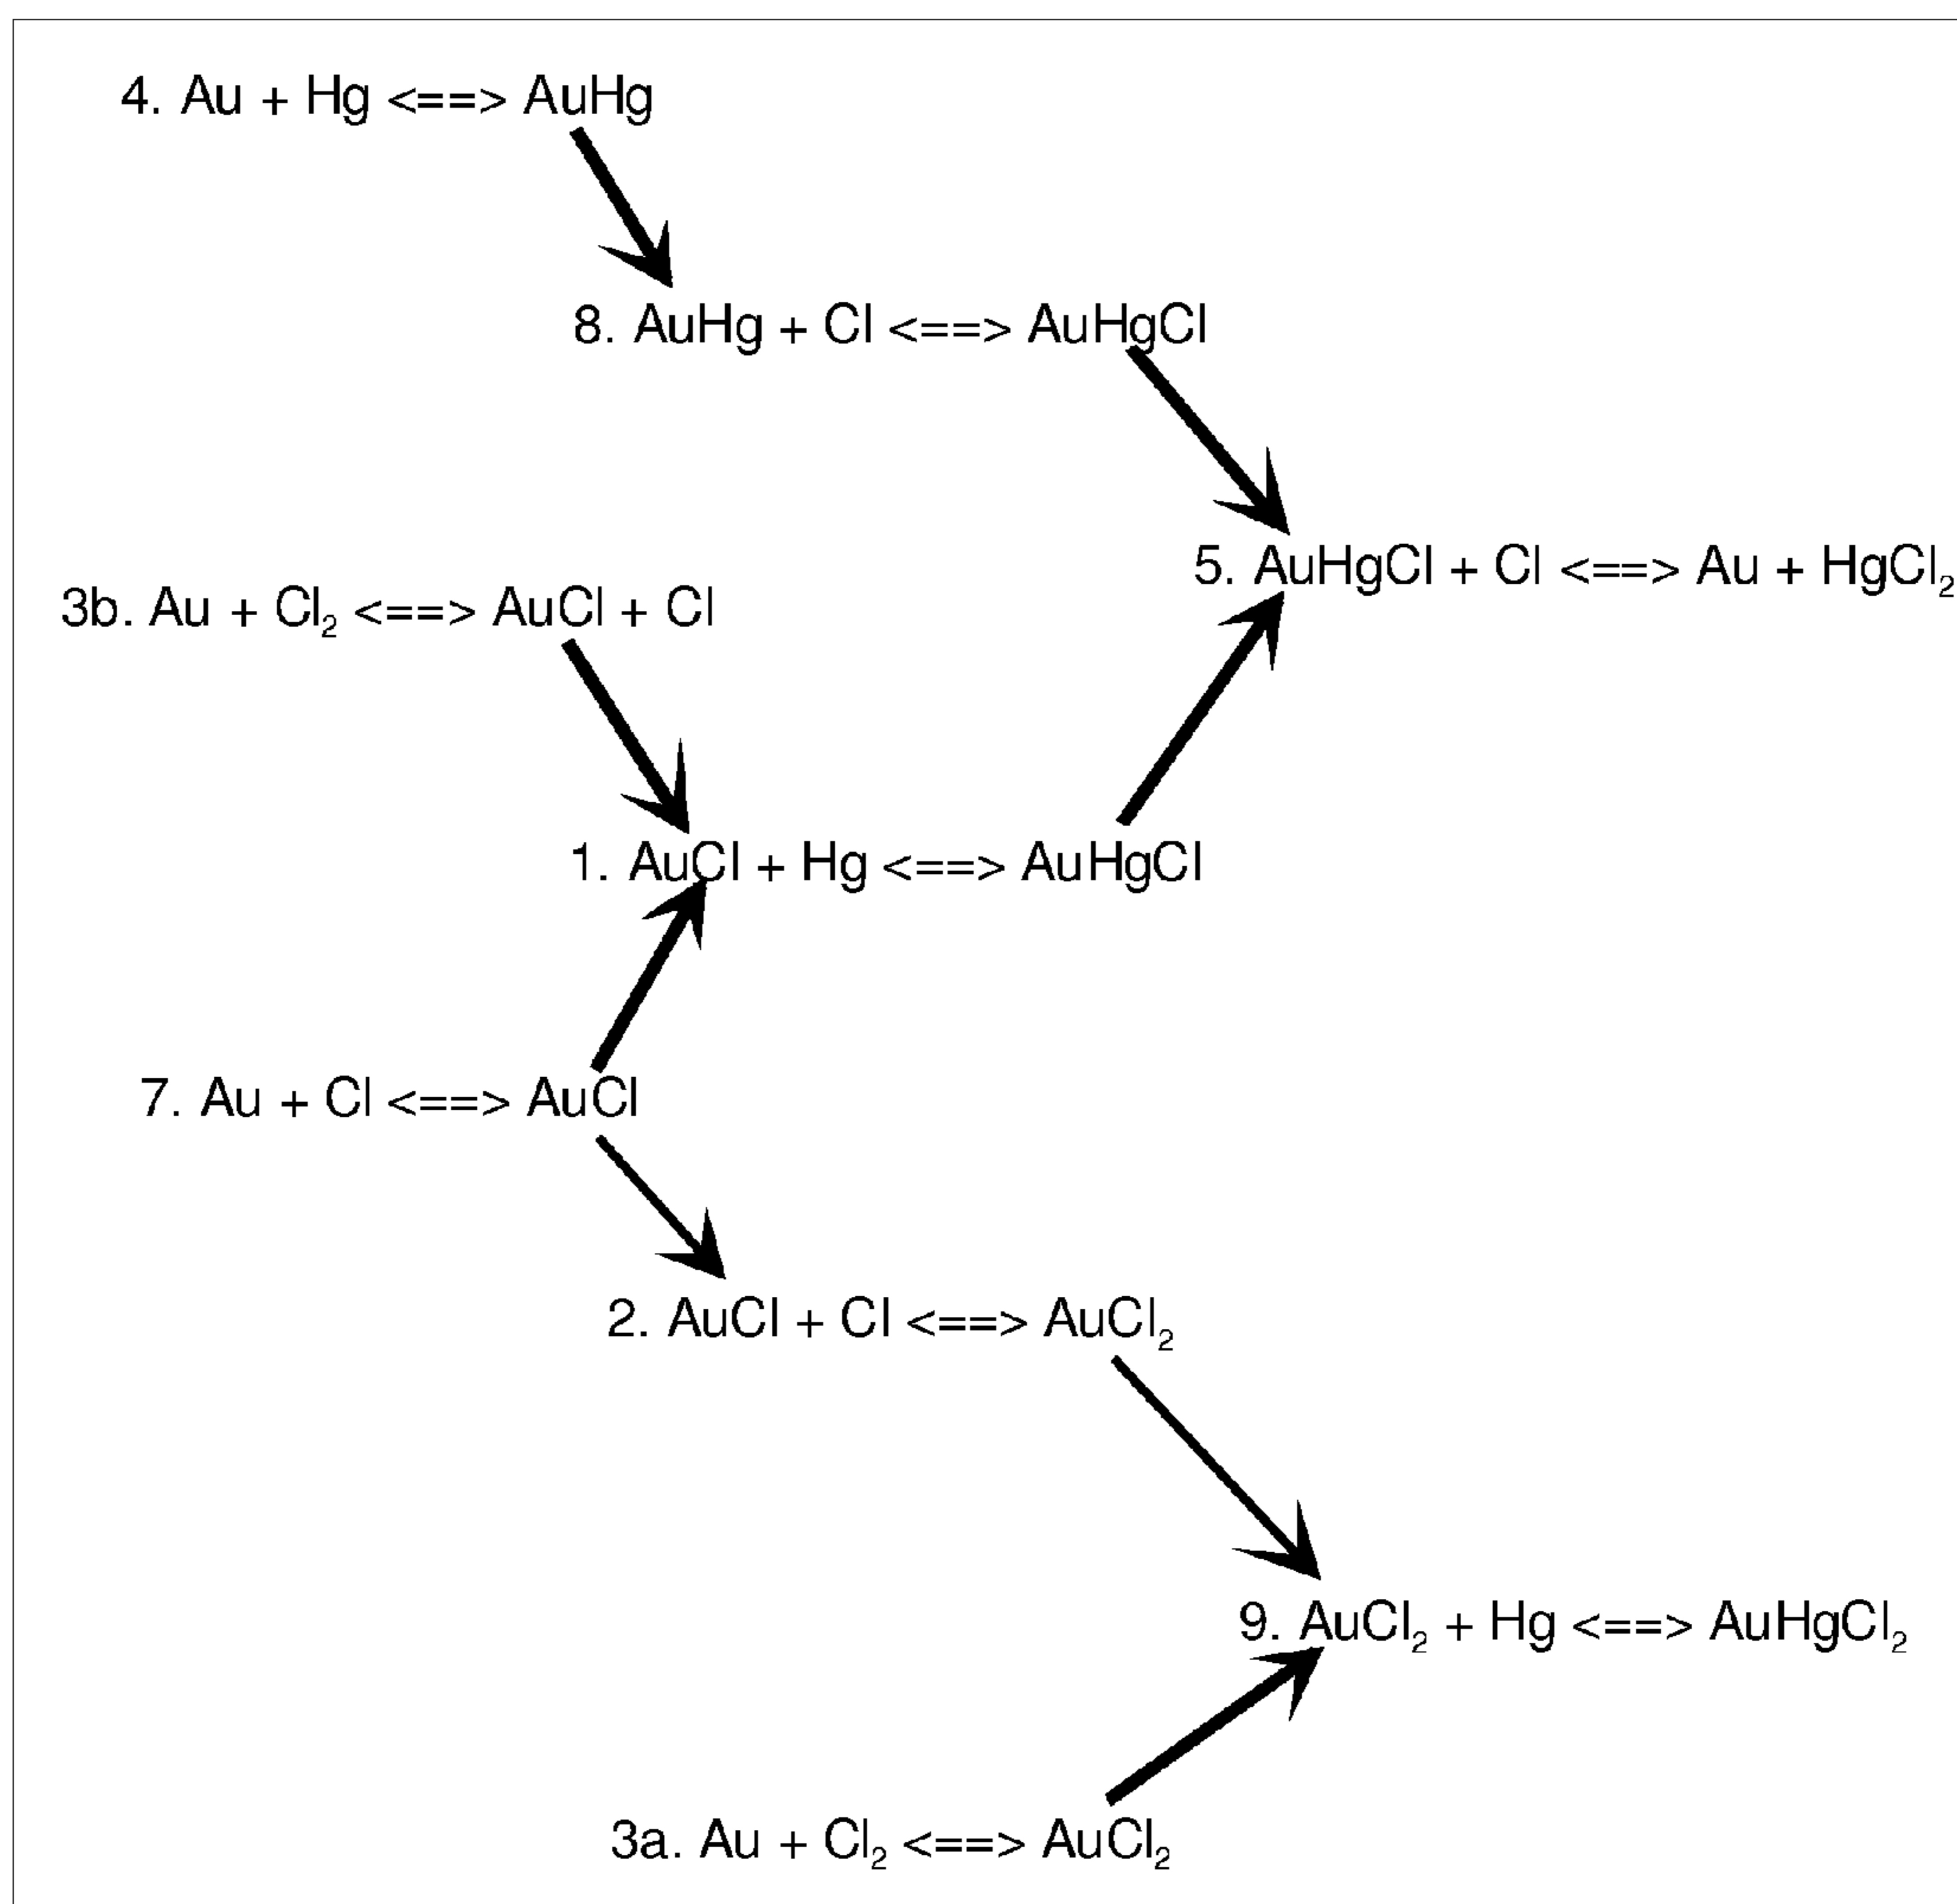 4. Au + Hg <==> AuHg
8. AuHg + Cl <==> AuHgCl
5. AuHgCl + Cl <==> Au + HgCl₂
3b. Au + Cl₂ <==> AuCl + Cl
1. AuCl + Hg <==> AuHgCl
7. Au + Cl <==> AuCl
2. AuCl + Cl <==> AuCl₂
9. AuCl₂ + Hg <==> AuHgCl₂
3a. Au + Cl₂ <==> AuCl₂